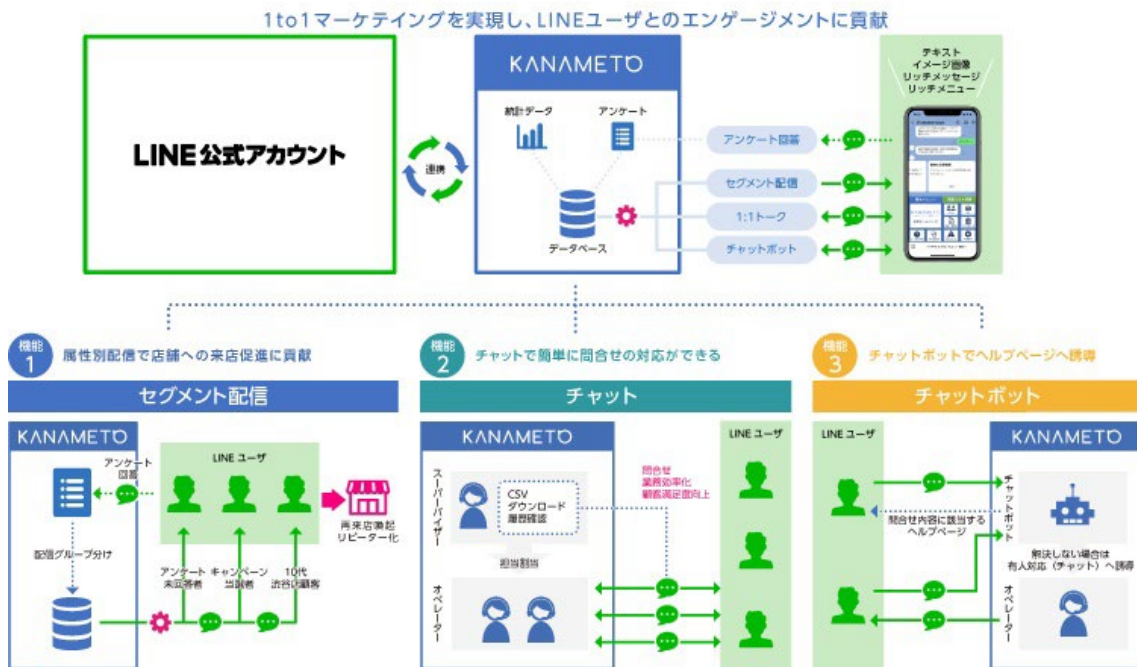 1to1マーケテイングを実現し、LINEユーザとのエンゲージメントに貢献
LINE公式アカウント
連携
KANAMETO
統計データ
アンケート
データベース
アンケート回答
セグメント配信
1:1トーク
チャットボット
テキスト
イメージ画像
リッチメッセージ
リッチメニュー
機能
1
属性別配信で店舗への来店促進に貢献
セグメント配信
KANAMETO
アンケート
回答
配信グループ分け
LINE ユーザ
再来店喚起
リピーター化
アンケート
未回答者
キャンペーン
当選者
10代
渋谷店顧客
機能
2
チャットで簡単に問合せの対応ができる
チャット
KANAMETO
スーパーバイザー
CSV
ダウンロード
履歴確認
担当割当
オペレーター
問合せ
業務効率化
顧客満足度向上
LINE ユーザ
機能
3
チャットボットでヘルプページへ誘導
チャットボット
LINE ユーザ
KANAMETO
問合せ内容に該当する
ヘルプページ
チャットボット
解決しない場合は
有人対応(チャット)へ誘導
オペレーター